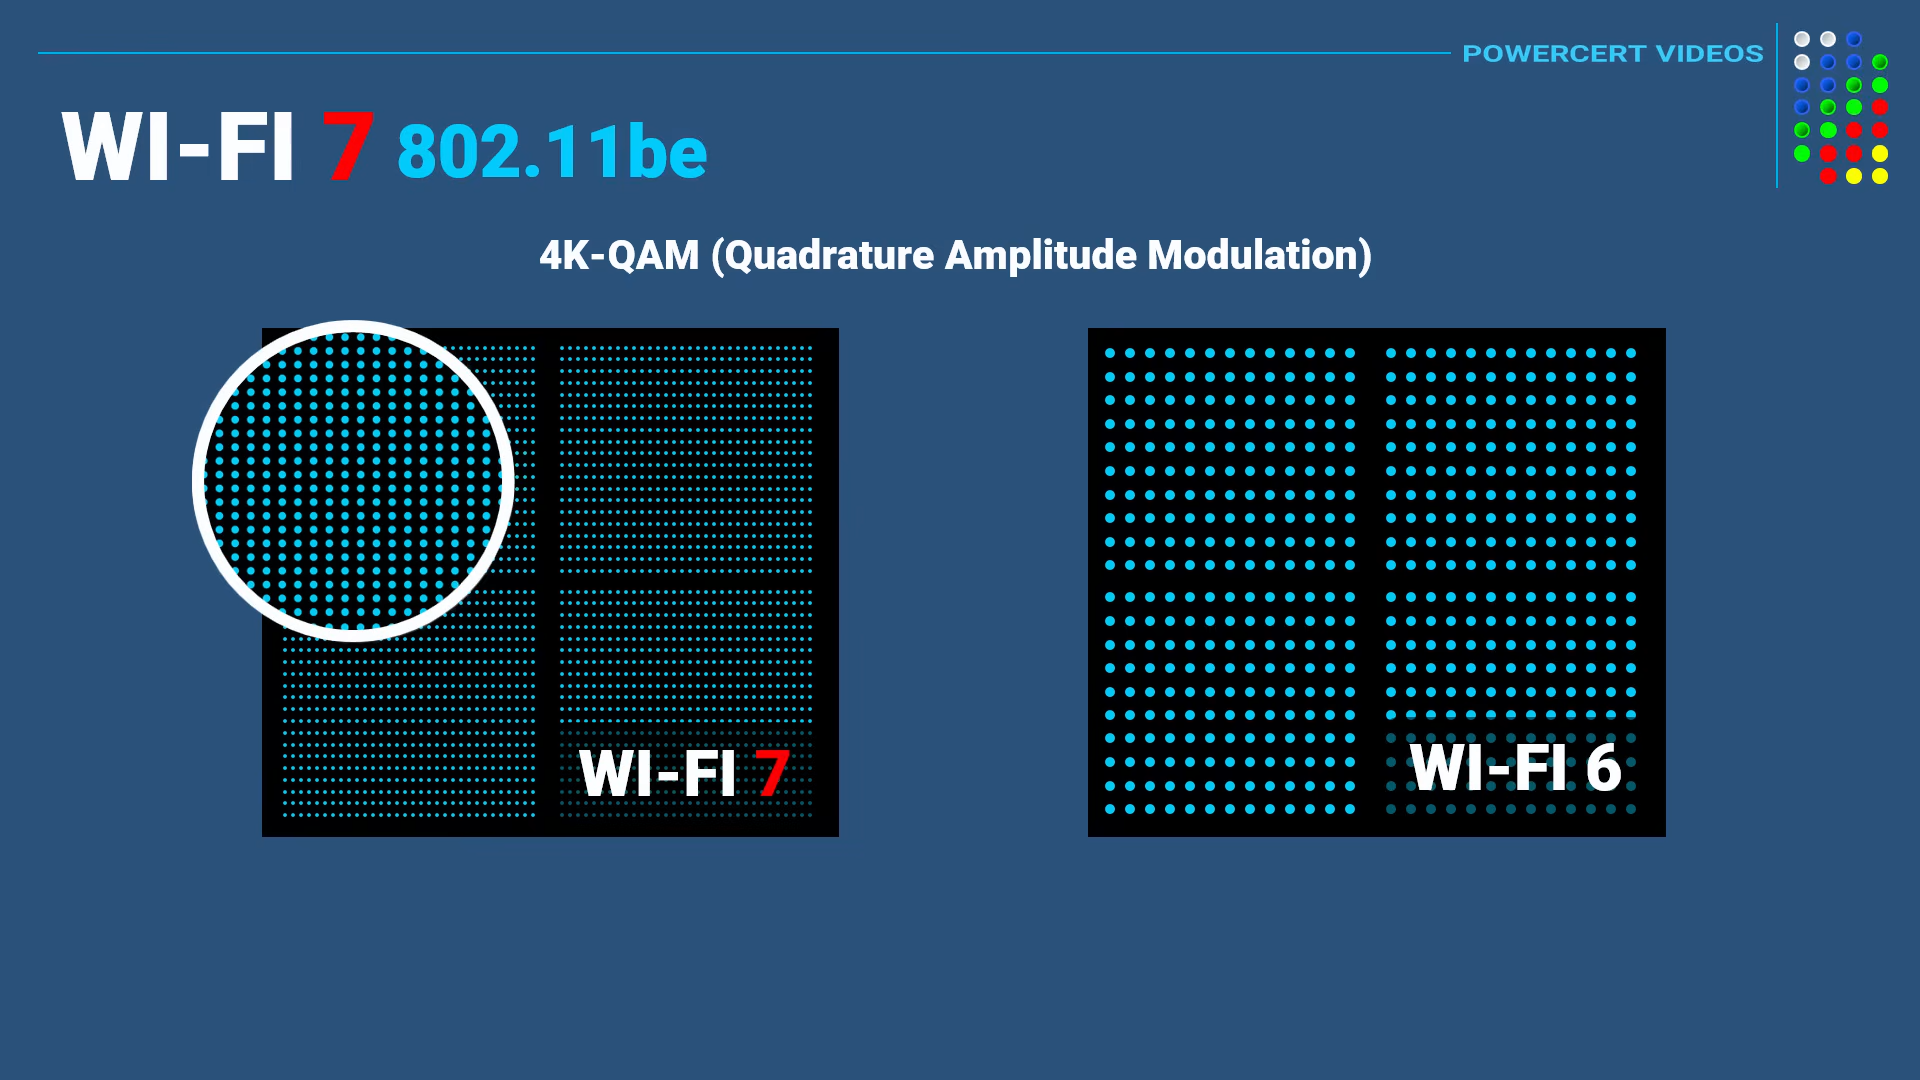 POWERCERT VIDEOS
WI-FI 7 802.11be
4K-QAM (Quadrature Amplitude Modulation)
WI-FI 7
WI-FI 6